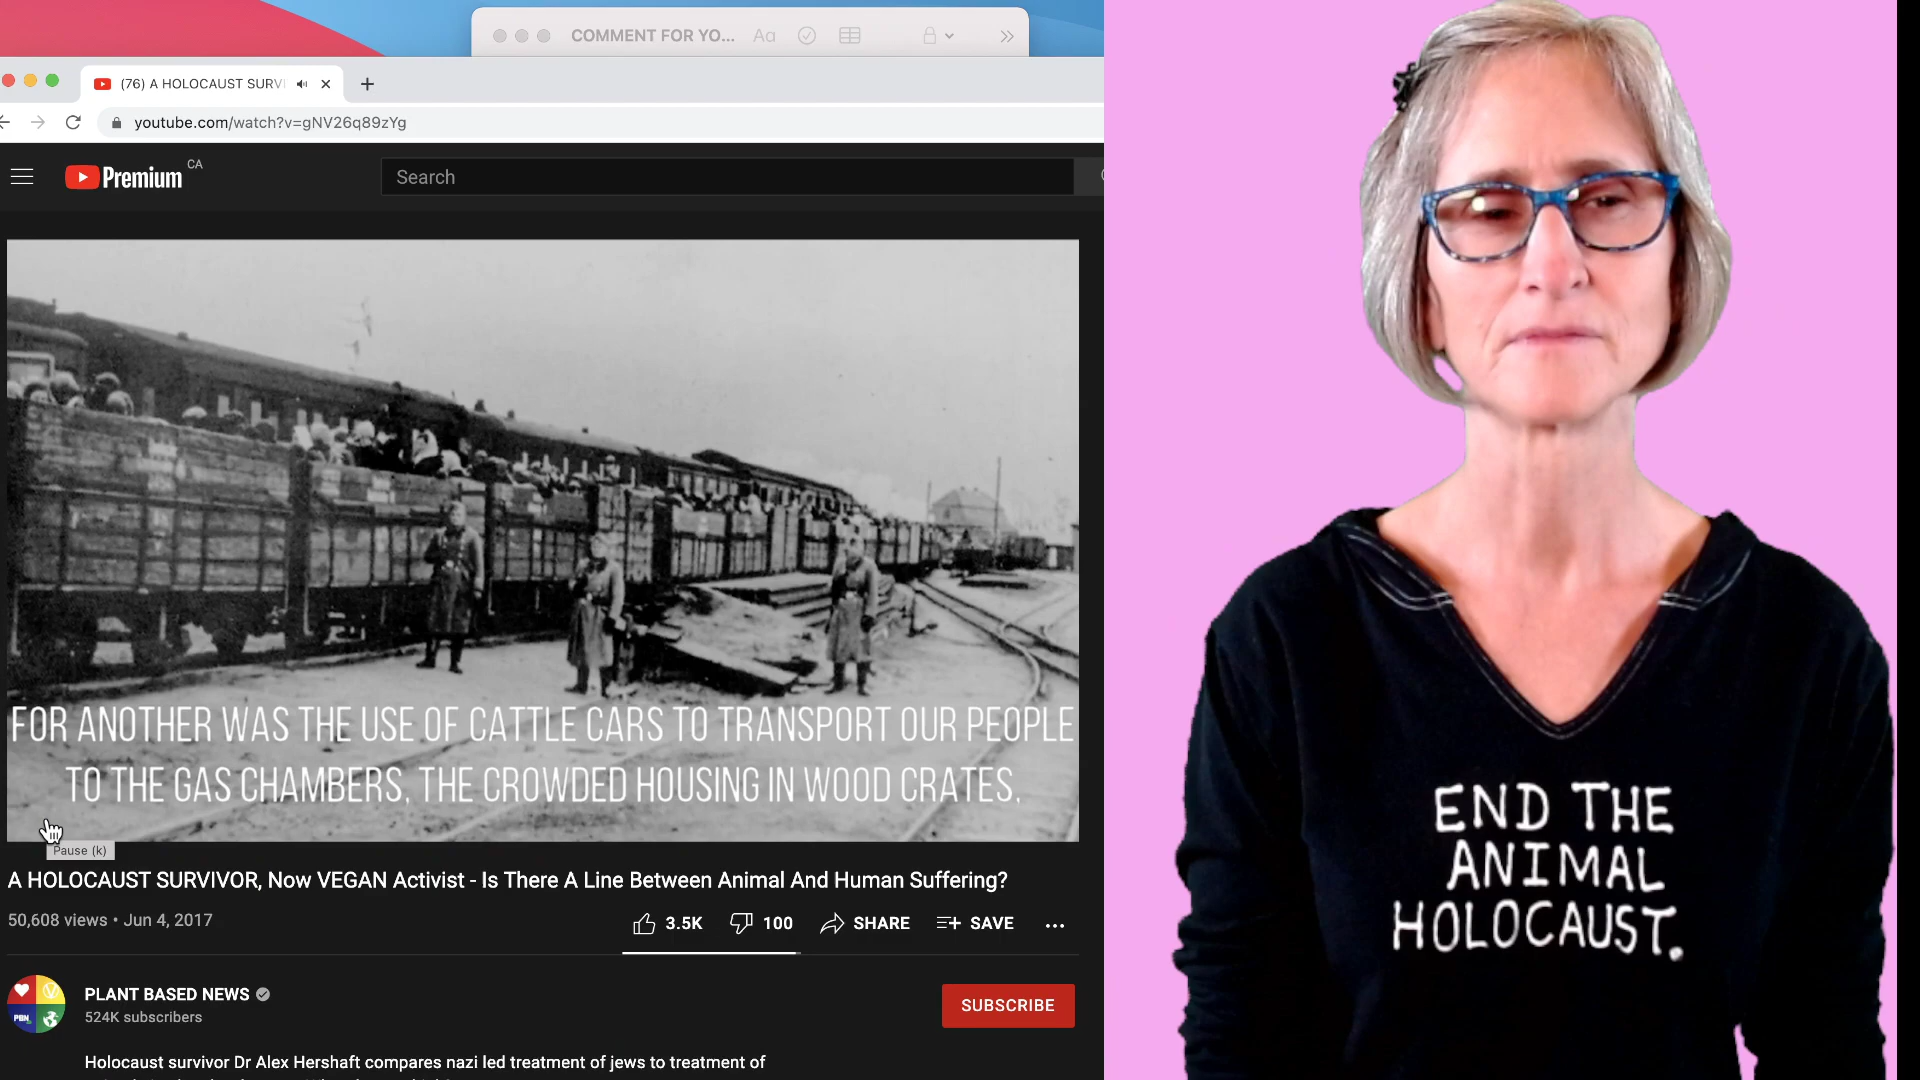 COMMENT FOR YO...
Aa
(76) A HOLOCAUST SURVI
youtube.com/watch?v=gNV26q89zYg
Premium CA
Search
FOR ANOTHER WAS THE USE OF CATTLE CARS TO TRANSPORT OUR PEOPLE
TO THE GAS CHAMBERS, THE CROWDED HOUSING IN WOOD CRATES,
Pause (k)
A HOLOCAUST SURVIVOR, Now VEGAN Activist - Is There A Line Between Animal And Human Suffering?
50,608 views • Jun 4, 2017
3.5K
100
SHARE
SAVE
PBN
PLANT BASED NEWS
524K subscribers
SUBSCRIBE
Holocaust survivor Dr Alex Hershaft compares nazi led treatment of jews to treatment of
END THE
ANIMAL
HOLOCAUST.